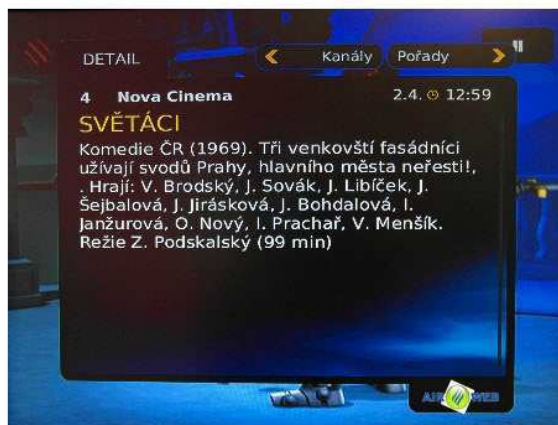 DETAIL
Kanály
Pořady
4 Nova Cinema
2.4. 12:59
SVĚTÁCI
Komedie ČR (1969). Tři venkovští fasádníci
užívají svodů Prahy, hlavního města neřesti!,
. Hrají: V. Brodský, J. Sovák, J. Libíček, J.
Šejbalová, J. Jirásková, J. Bohdalová, I.
Janžurová, O. Nový, I. Prachař, V. Menšík.
Režie Z. Podskalský (99 min)
AIR WEB